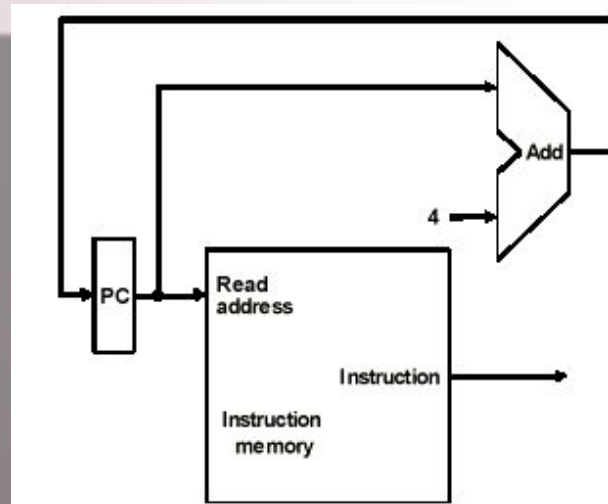 Add
4
PC
Read
address
Instruction
Instruction
memory